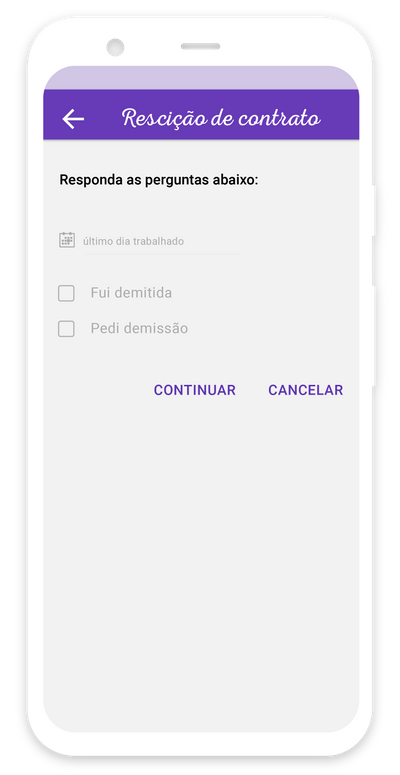 Rescição de contrato
Responda as perguntas abaixo:
último dia trabalhado
Fui demitida
Pedi demissão
CONTINUAR CANCELAR